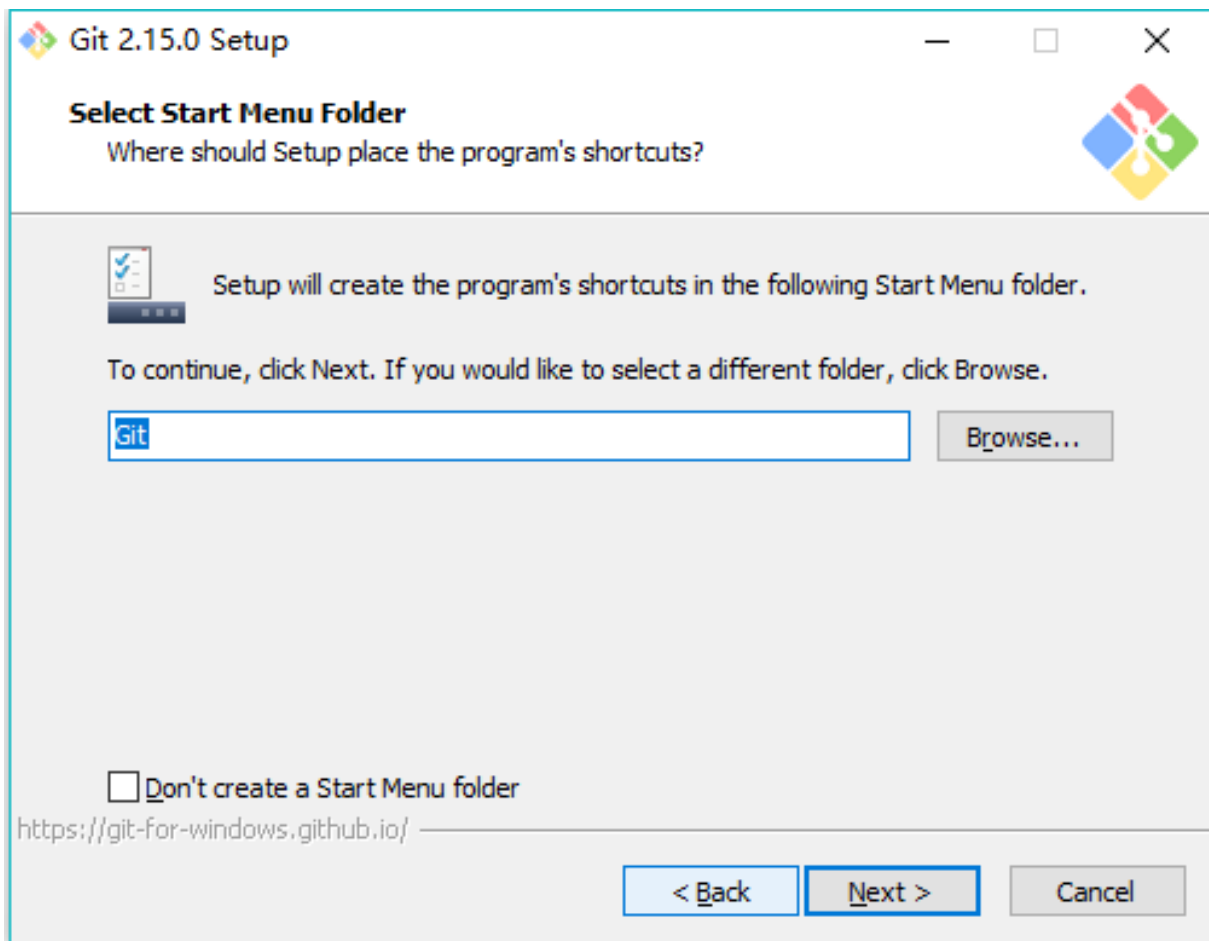 Git 2.15.0 Setup
Select Start Menu Folder
Where should Setup place the program's shortcuts?
Setup will create the program's shortcuts in the following Start Menu folder.
To continue, click Next. If you would like to select a different folder, click Browse.
Git
Browse...
Don't create a Start Menu folder
https://git-for-windows.github.io/
< Back
Next >
Cancel